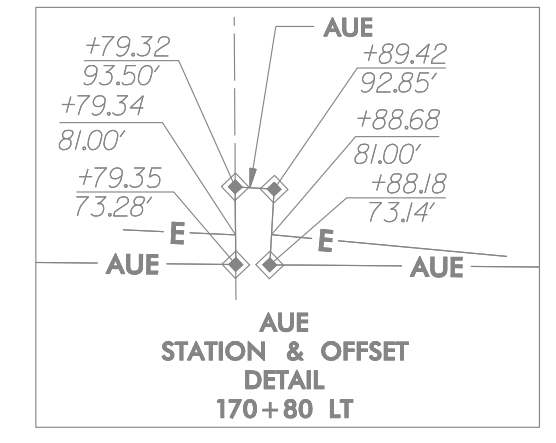 AUE
+79.32
93.50'
+89.42
92.85'
+79.34
81.00'
+88.68
81.00'
+79.35
73.28'
+88.18
73.14'
E
E
AUE
AUE
AUE
STATION & OFFSET
DETAIL
170+80 LT